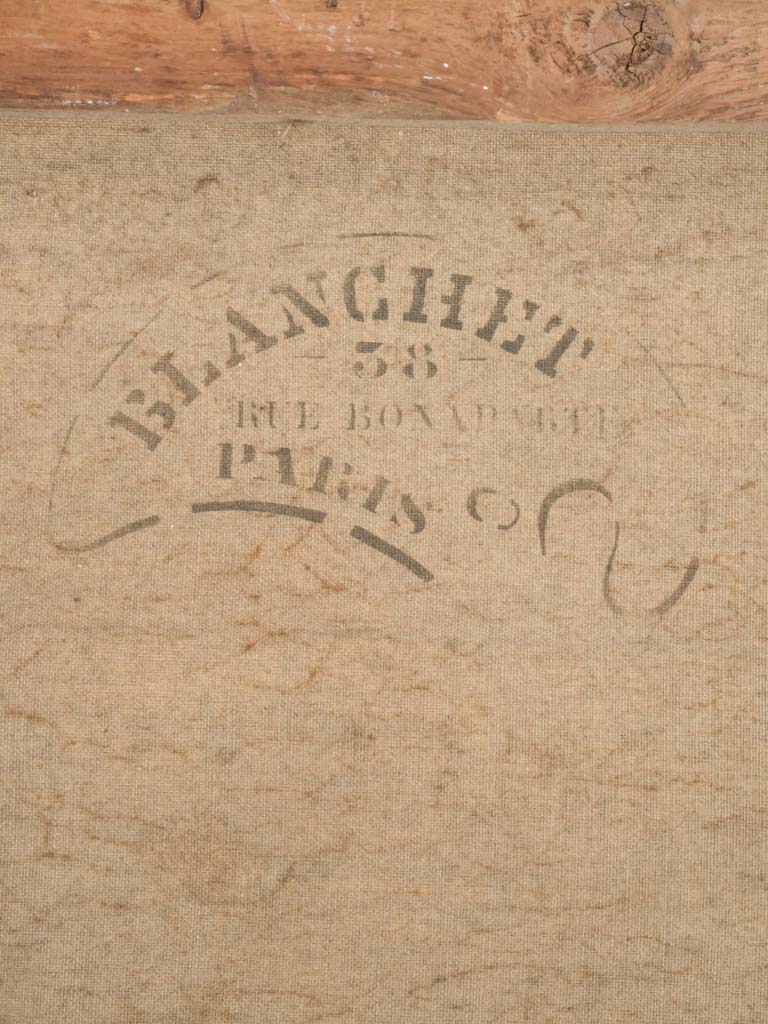 BLANCHET
- 38 -
RUE BONAPARTE
PARIS